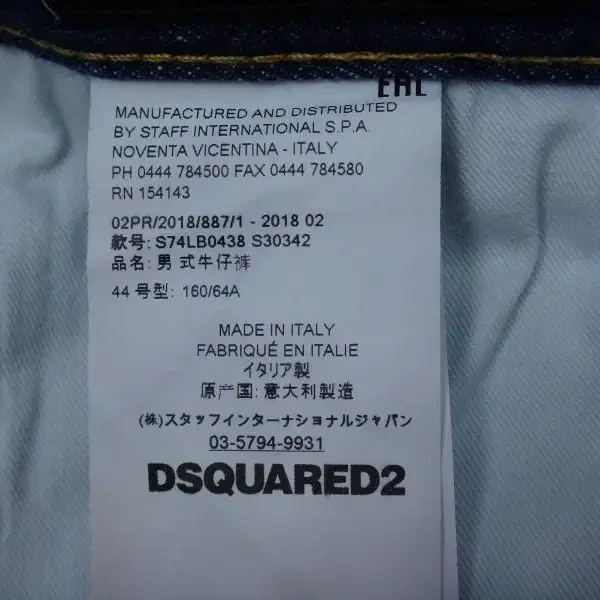 EAC
MANUFACTURED AND DISTRIBUTED
BY STAFF INTERNATIONAL S.P.A.
NOVENTA VICENTINA - ITALY
PH 0444 784500 FAX 0444 784580
RN 154143
02PR/2018/887/1 - 2018 02
款号: S74LB0438 S30342
品名: 男 式牛仔裤
44 号型: 160/64A
MADE IN ITALY
FABRIQUÉ EN ITALIE
イタリア製
原产国: 意大利製造
(株)スタッフインターナショナルジャパン
03-5794-9931
DSQUARED2